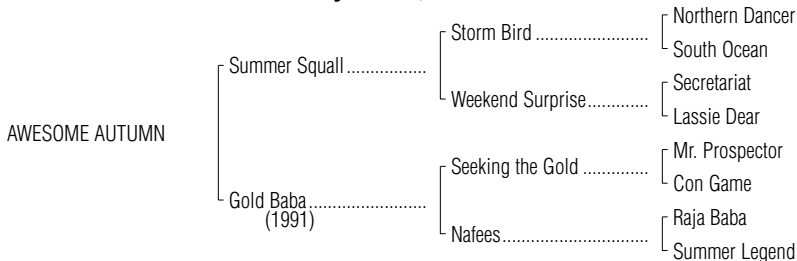 Northern Dancer
Storm Bird ........................
South Ocean
Summer Squall.................
Secretariat
Weekend Surprise.............
Lassie Dear
AWESOME AUTUMN
Mr. Prospector
Seeking the Gold ..............
Con Game
Gold Baba.........................
(1991)
Raja Baba
Nafees...............................
Summer Legend